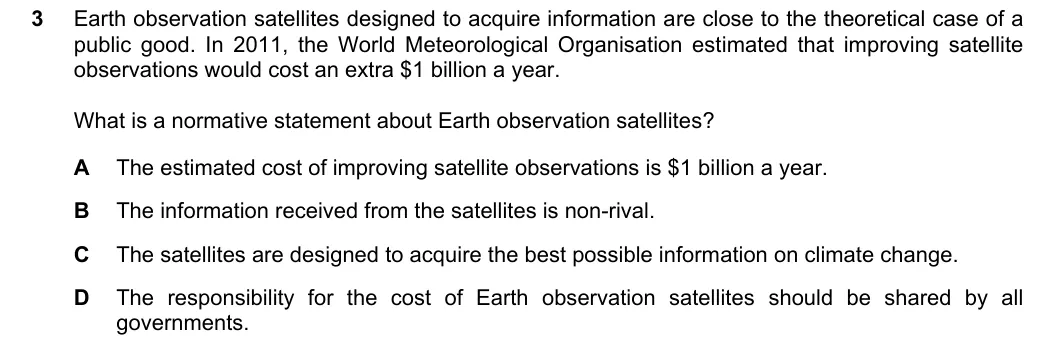 3 Earth observation satellites designed to acquire information are close to the theoretical case of a
public good. In 2011, the World Meteorological Organisation estimated that improving satellite
observations would cost an extra $1 billion a year.
What is a normative statement about Earth observation satellites?
A The estimated cost of improving satellite observations is $1 billion a year.
B The information received from the satellites is non-rival.
C The satellites are designed to acquire the best possible information on climate change.
D The responsibility for the cost of Earth observation satellites should be shared by all
governments.